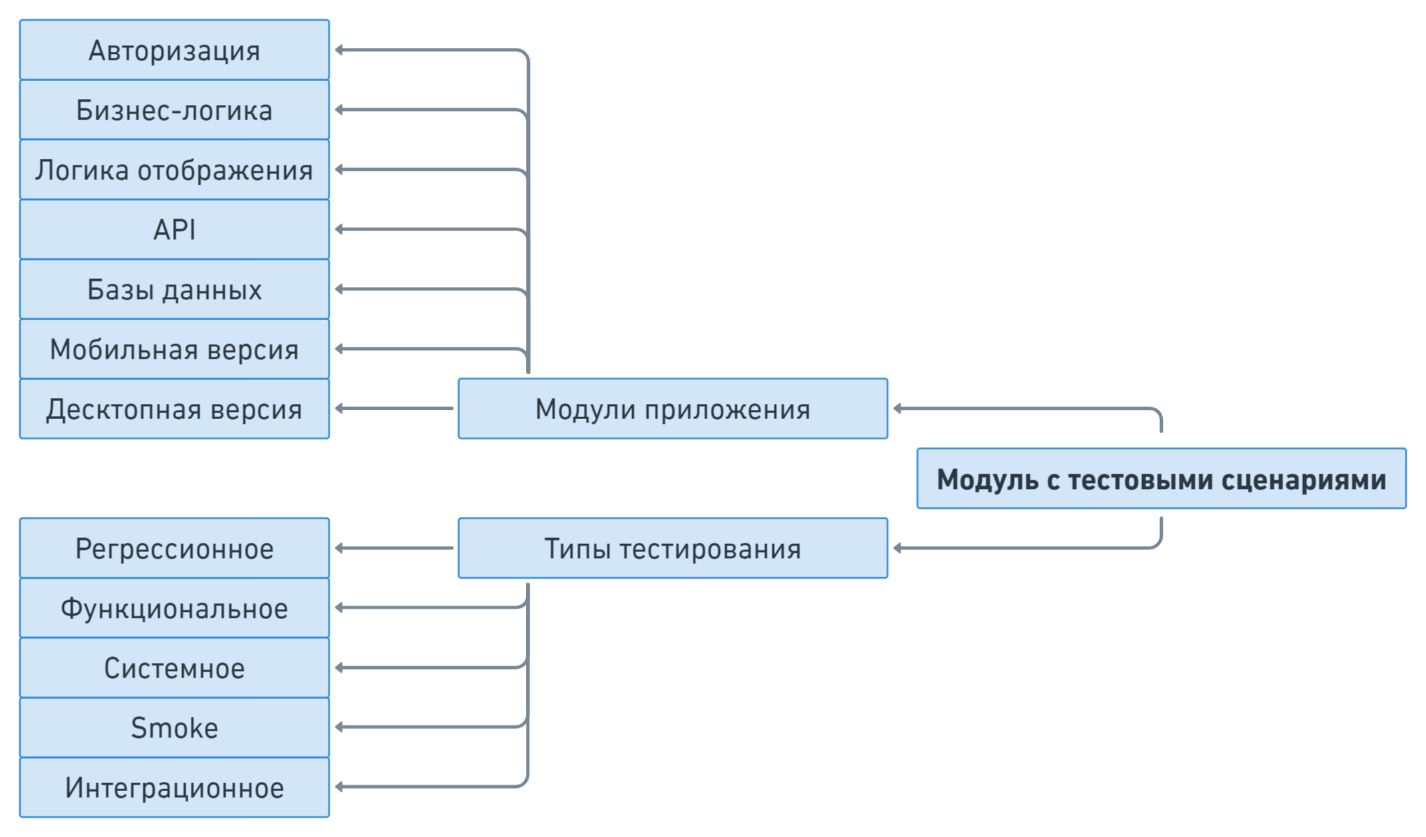 Авторизация
Бизнес-логика
Логика отображения
API
Базы данных
Мобильная версия
Десктопная версия
Модули приложения
Модуль с тестовыми сценариями
Регрессионное
Типы тестирования
Функциональное
Системное
Smoke
Интеграционное